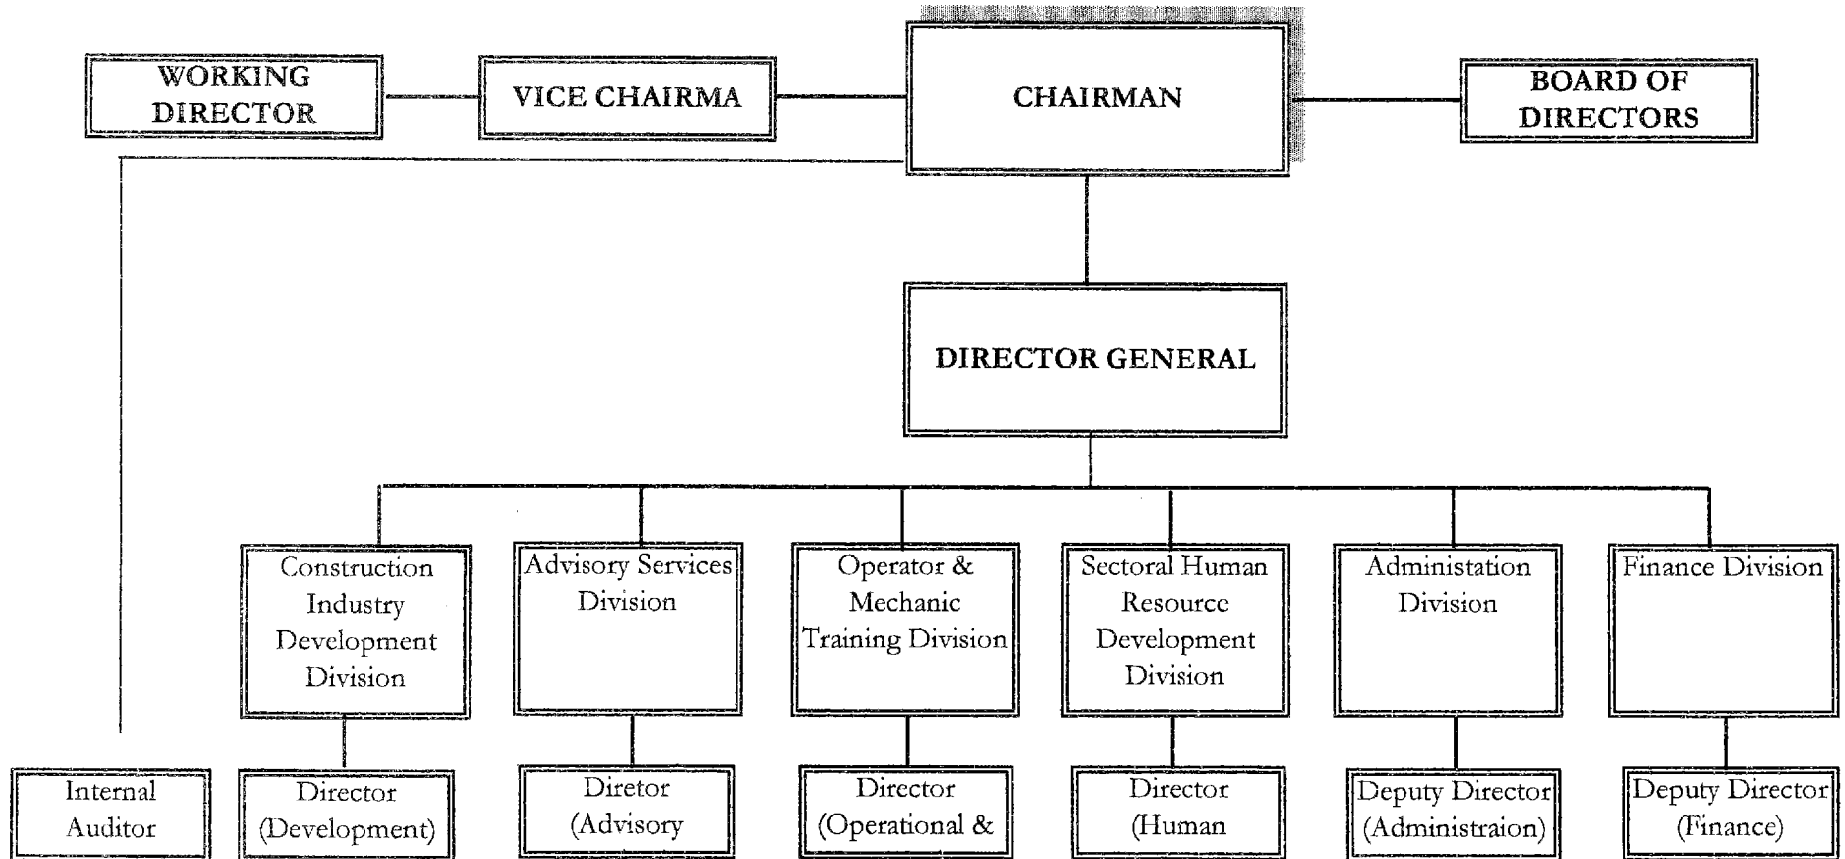 WORKING
DIRECTOR
VICE CHAIRMA
CHAIRMAN
BOARD OF
DIRECTORS
DIRECTOR GENERAL
Construction
Industry
Development
Division
Advisory Services
Division
Operator &
Mechanic
Training Division
Sectoral Human
Resource
Development
Division
Administation
Division
Finance Division
Internal
Auditor
Director
(Development)
Diretor
(Advisory
Director
(Operational &
Director
(Human
Deputy Director
(Administraion)
Deputy Director
(Finance)